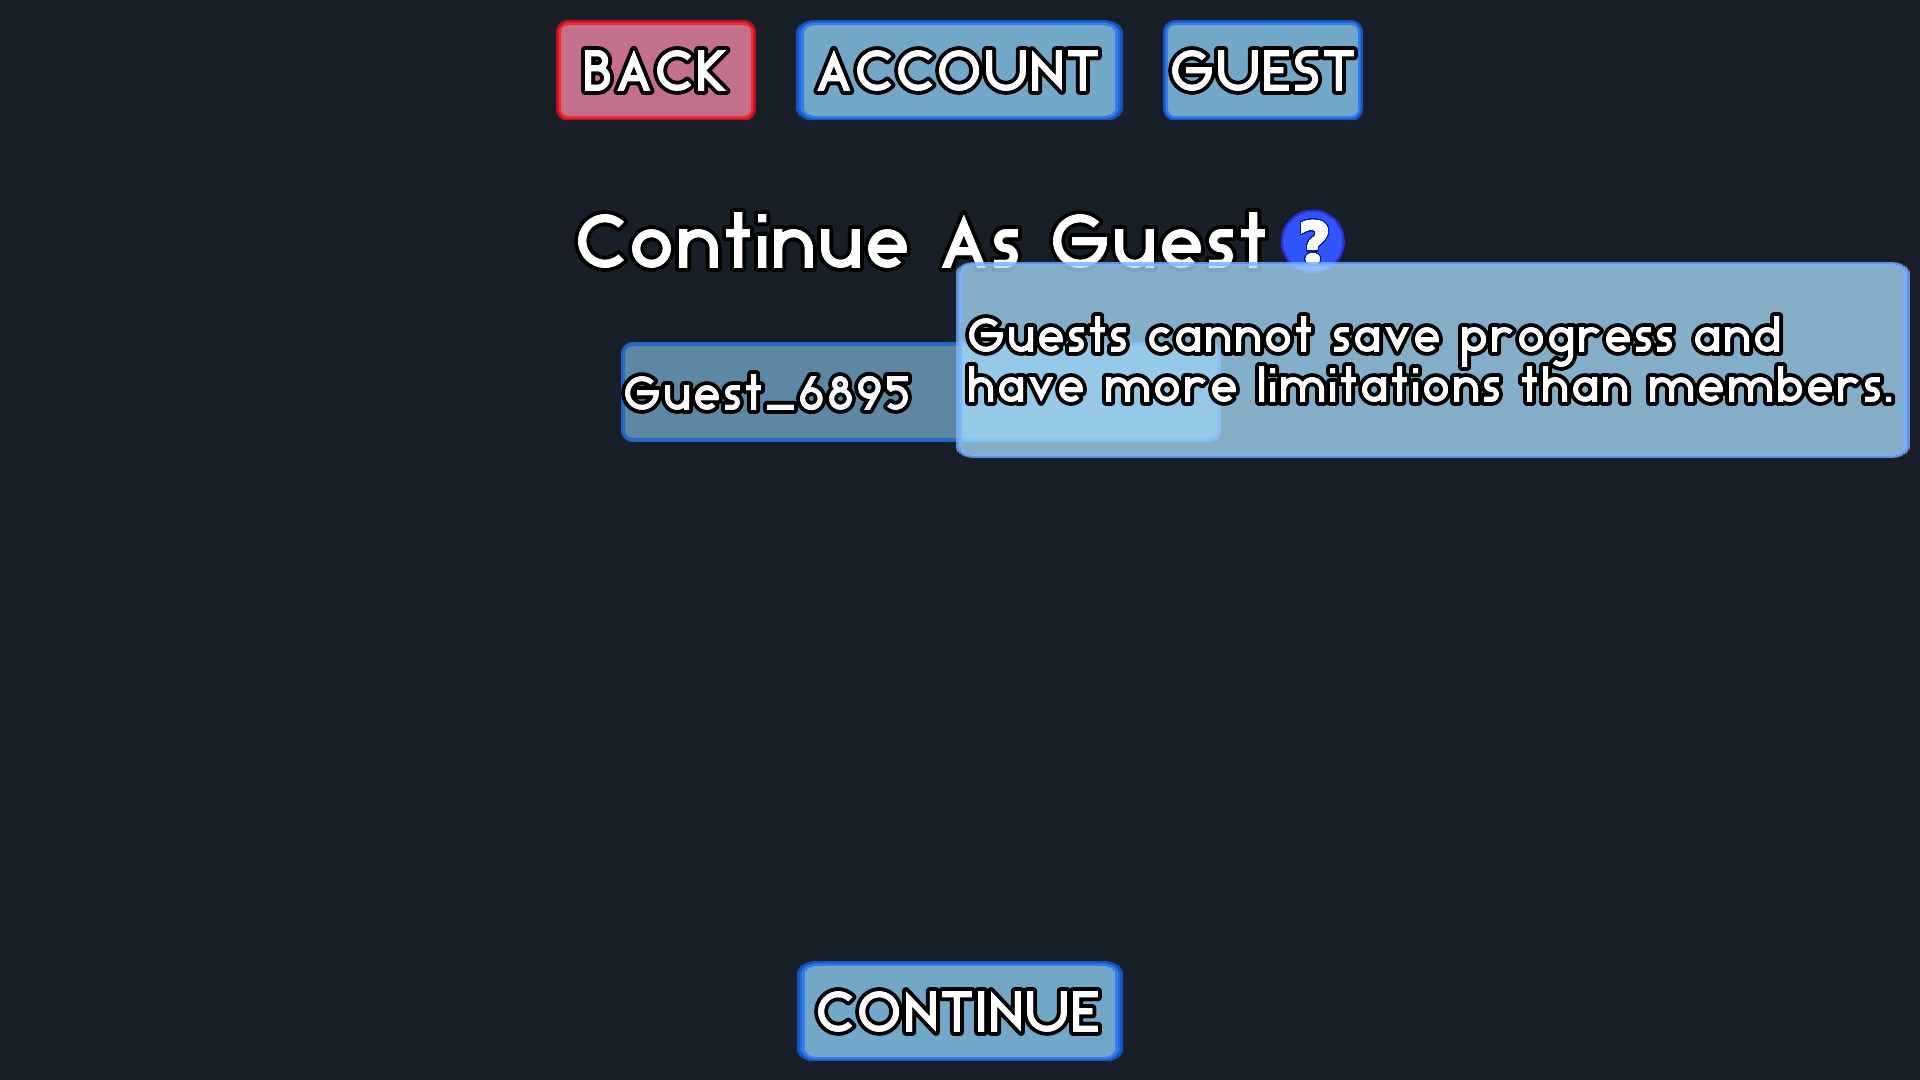 BACK
ACCOUNT
GUEST
Continue As Guest ?
Guests cannot save progress and
have more limitations than members.
Guest_6895
CONTINUE